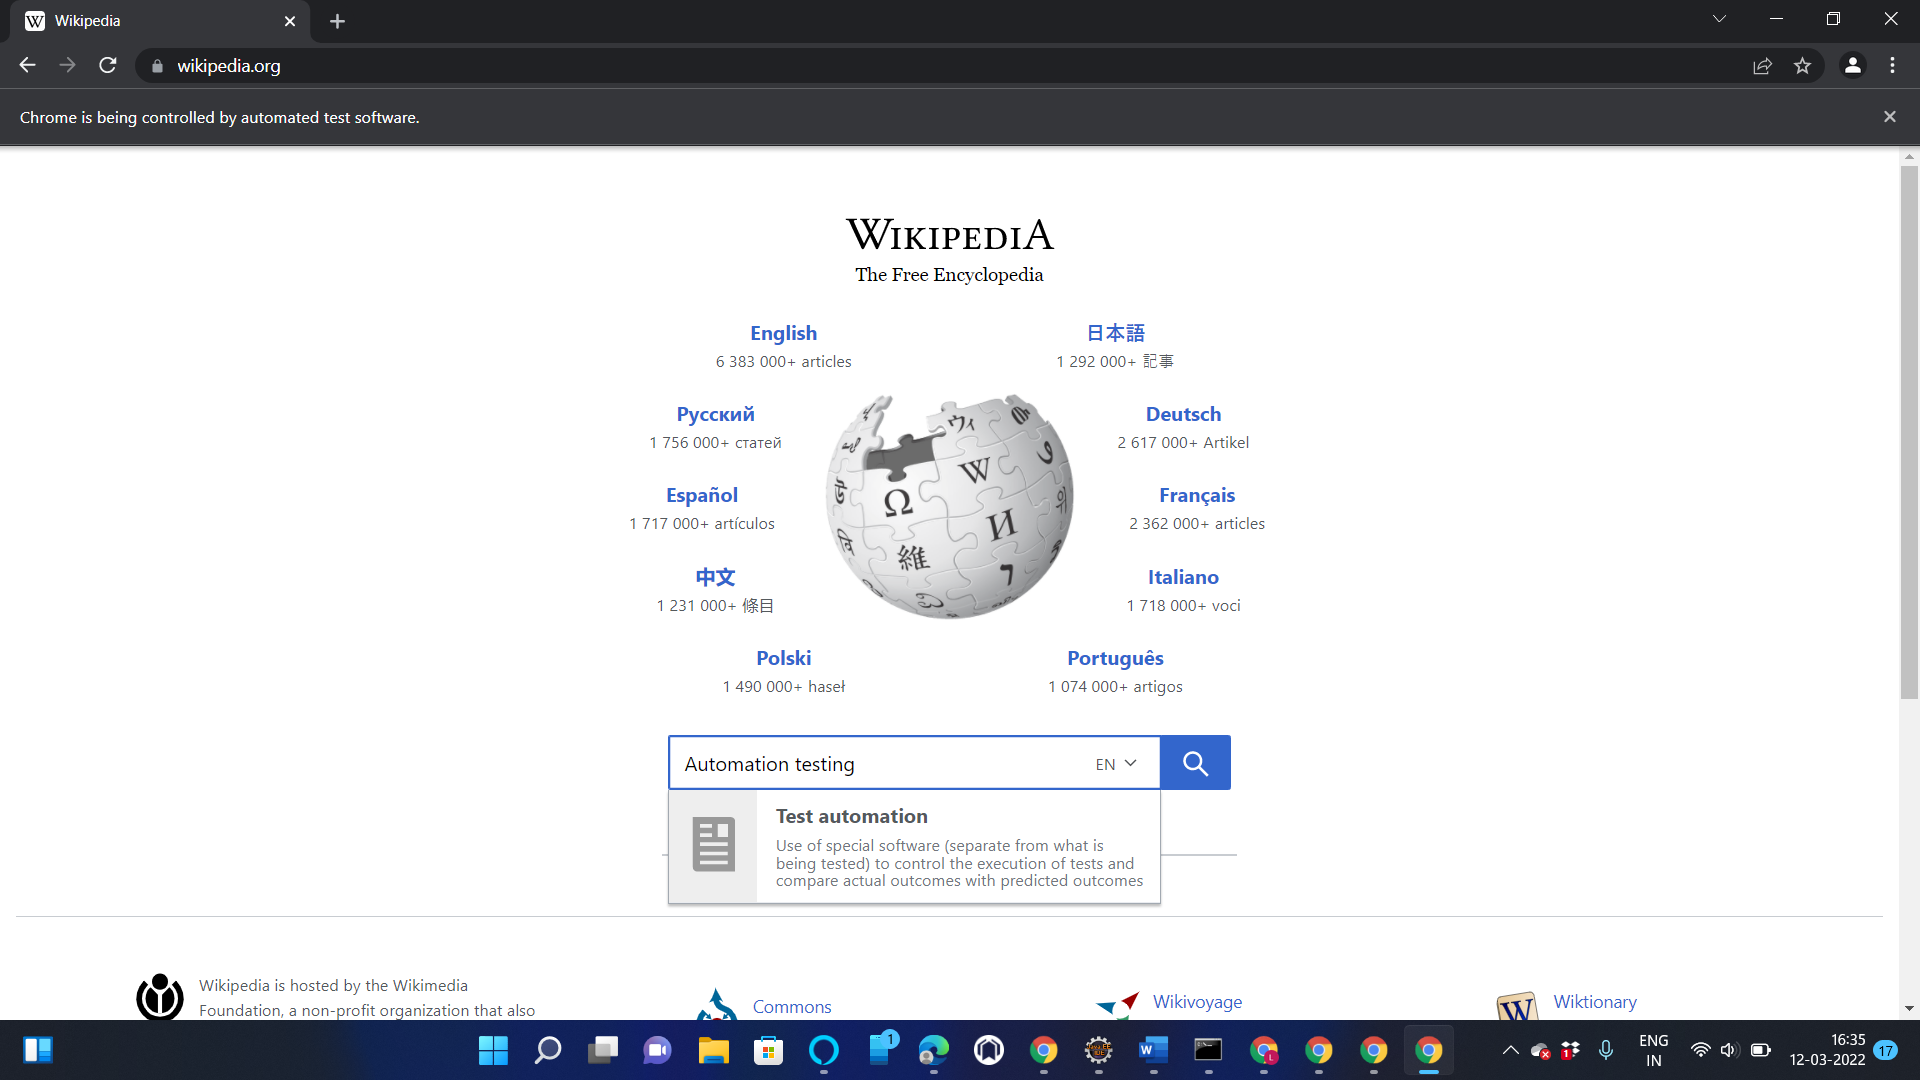 Wikipedia
wikipedia.org
Chrome is being controlled by automated test software.
WIKIPEDIA
The Free Encyclopedia
English
6 383 000+ articles
日本語
1 292 000+ 記事
Русский
1 756 000+ статей
Deutsch
2 617 000+ Artikel
Español
1 717 000+ artículos
Français
2 362 000+ articles
中文
1 231 000+ 條目
Italiano
1 718 000+ voci
Polski
1 490 000+ haseł
Português
1 074 000+ artigos
Automation testing
EN
Test automation
Use of special software (separate from what is
being tested) to control the execution of tests and
compare actual outcomes with predicted outcomes
Wikipedia is hosted by the Wikimedia
Foundation, a non-profit organization that also
Commons
Wikivoyage
Wiktionary
ENG
IN
16:35
12-03-2022
17